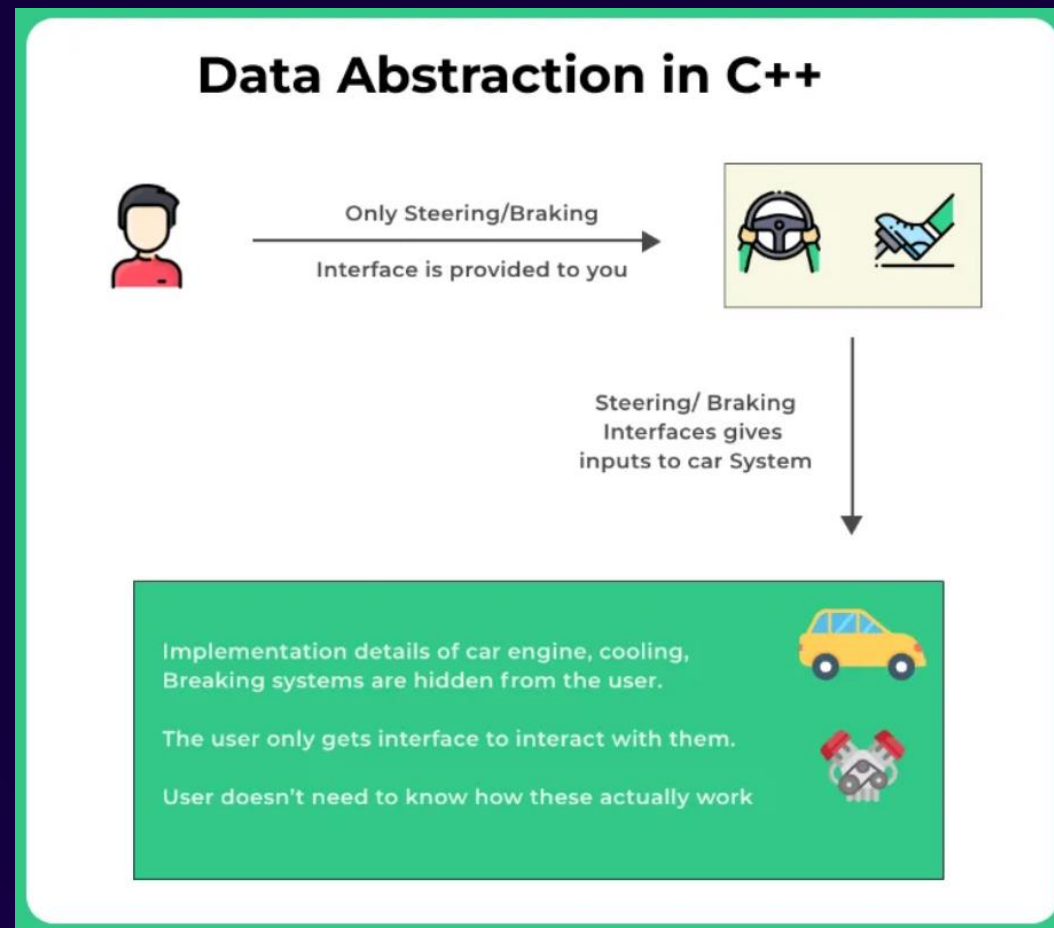 Data Abstraction in C++
Only Steering/Braking
Interface is provided to you
Steering/ Braking
Interfaces gives
inputs to car System
Implementation details of car engine, cooling,
Breaking systems are hidden from the user.
The user only gets interface to interact with them.
User doesn't need to know how these actually work